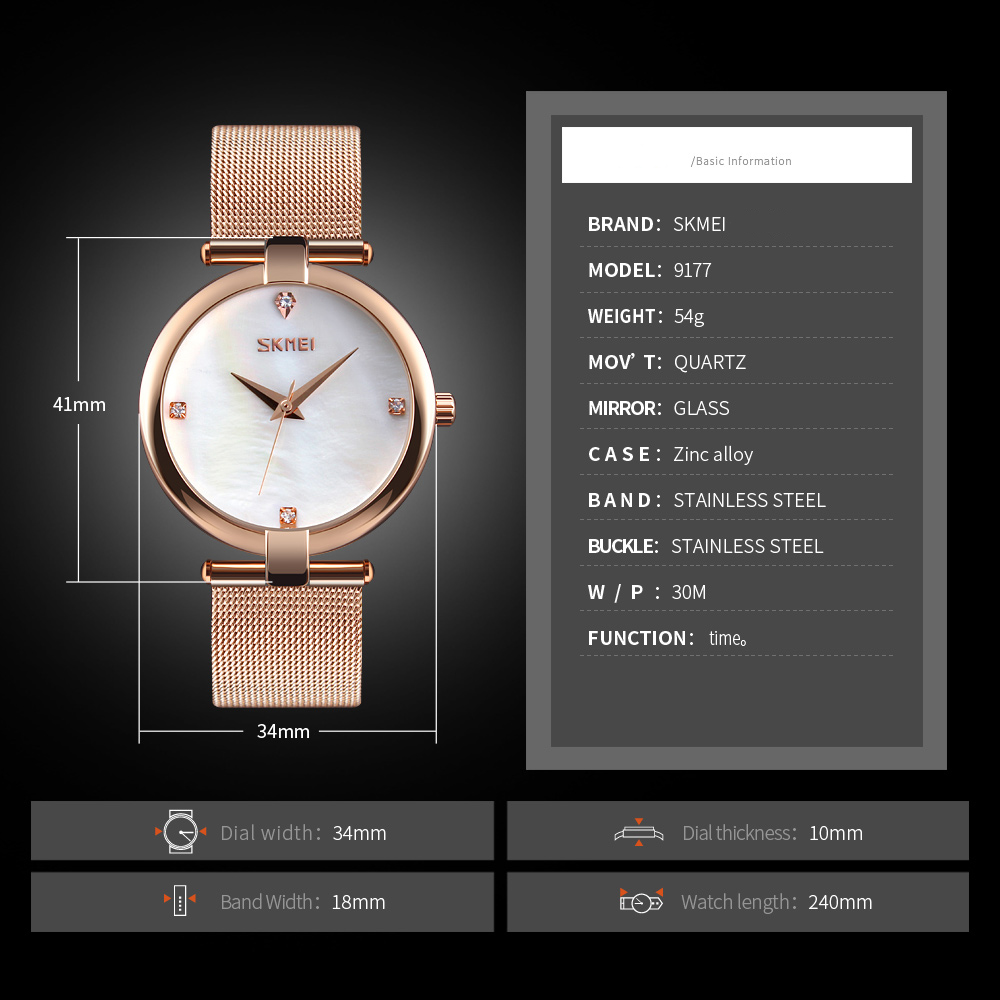 SKMEI
41mm
34mm
/Basic Information
BRAND: SKMEI
MODEL: 9177
WEIGHT: 54g
MOV’ T: QUARTZ
MIRROR: GLASS
CASE: Zinc alloy
BAND: STAINLESS STEEL
BUCKLE: STAINLESS STEEL
W / P : 30M
FUNCTION: time。
Dial width: 34mm
Dial thickness: 10mm
Band Width: 18mm
Watch length: 240mm